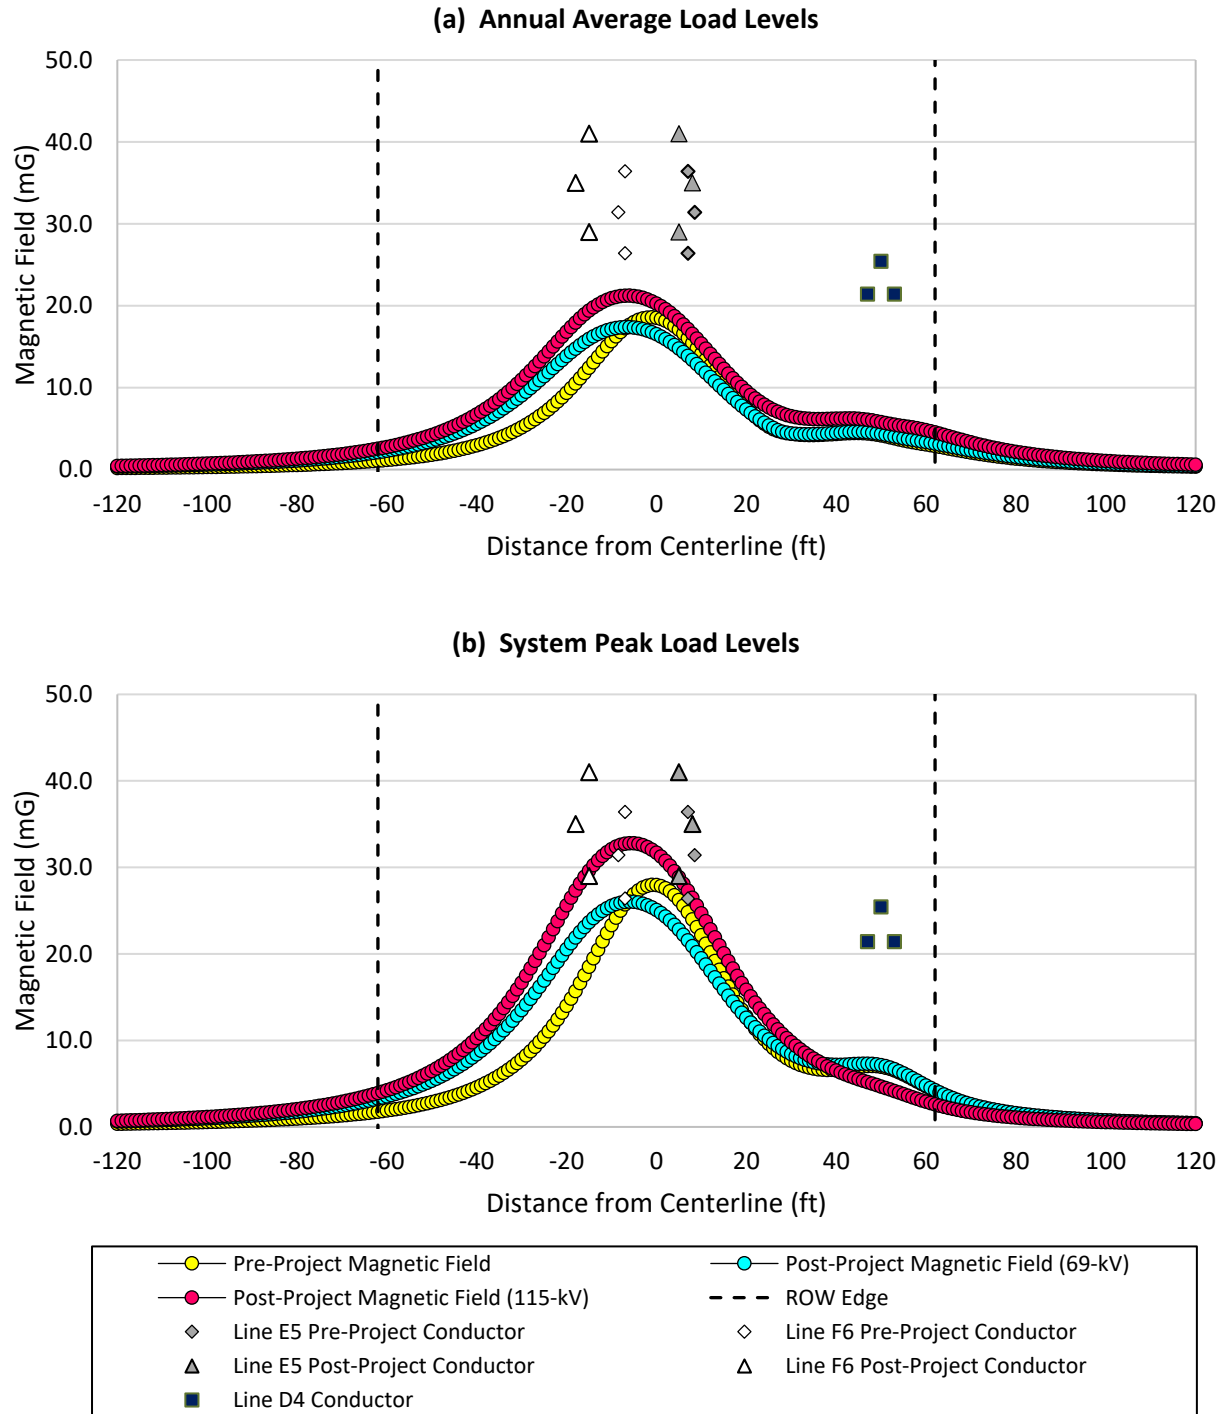 (a) Annual Average Load Levels
50.0
40.0
30.0
20.0
10.0
0.0
Magnetic Field (mG)
-120 -100 -80 -60 -40 -20 0 20 40 60 80 100 120
Distance from Centerline (ft)
(b) System Peak Load Levels
50.0
40.0
30.0
20.0
10.0
0.0
Magnetic Field (mG)
-120 -100 -80 -60 -40 -20 0 20 40 60 80 100 120
Distance from Centerline (ft)
Pre-Project Magnetic Field
Post-Project Magnetic Field (69-kV)
Post-Project Magnetic Field (115-kV)
ROW Edge
Line E5 Pre-Project Conductor
Line F6 Pre-Project Conductor
Line E5 Post-Project Conductor
Line F6 Post-Project Conductor
Line D4 Conductor